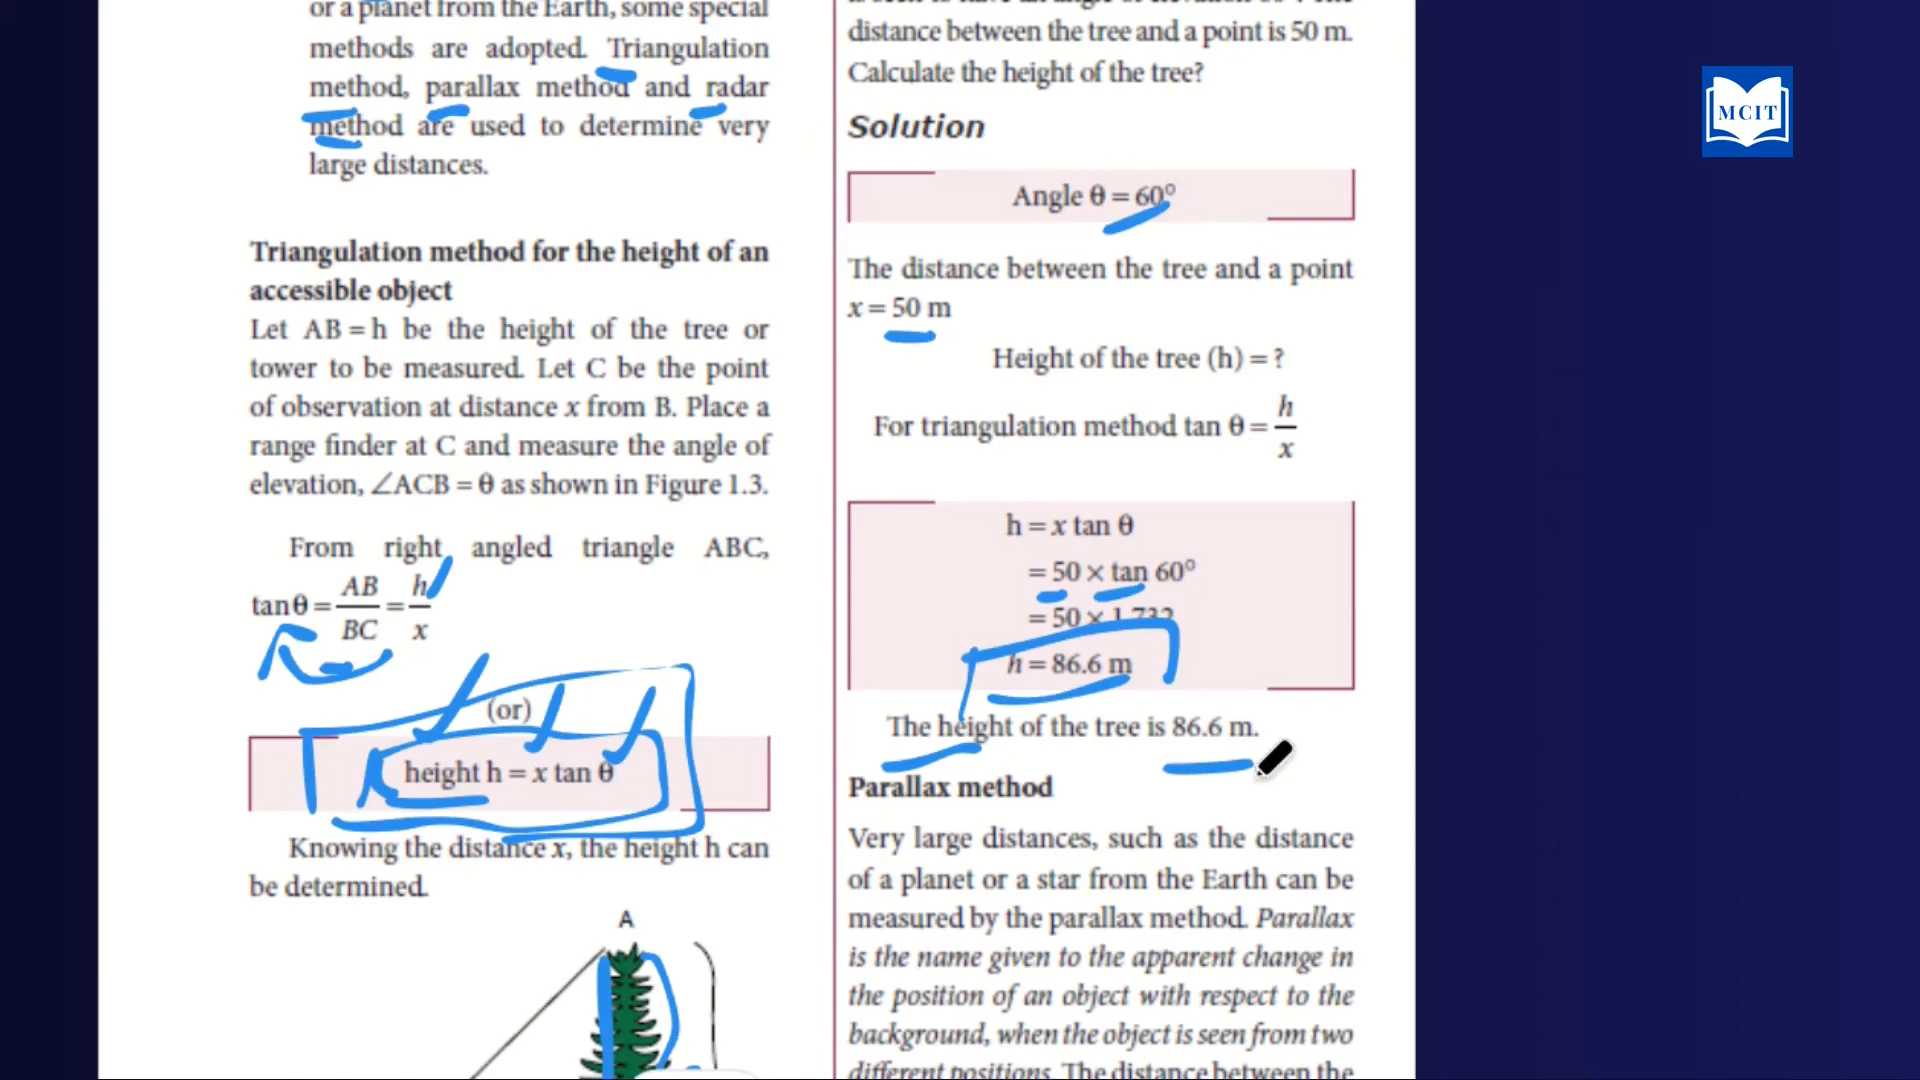 or a planet from the Earth, some special
methods are adopted. Triangulation
method, parallax method and radar
method are used to determine very
large distances.
Triangulation method for the height of an
accessible object
Let AB = h be the height of the tree or
tower to be measured. Let C be the point
of observation at distance x from B. Place a
range finder at C and measure the angle of
elevation, ∠ACB = θ as shown in Figure 1.3.
From right angled triangle ABC,
tanθ = AB/BC = h/x
(or)
height h = x tan θ
Knowing the distance x, the height h can
be determined.
A
distance between the tree and a point is 50 m.
Calculate the height of the tree?
Solution
Angle θ = 60°
The distance between the tree and a point
x = 50 m
Height of the tree (h) = ?
For triangulation method tan θ = h/x
h = x tan θ
= 50 × tan 60°
= 50 × 1.732
h = 86.6 m
The height of the tree is 86.6 m.
Parallax method
Very large distances, such as the distance
of a planet or a star from the Earth can be
measured by the parallax method. Parallax
is the name given to the apparent change in
the position of an object with respect to the
background, when the object is seen from two
different positions. The distance between the
MCIT